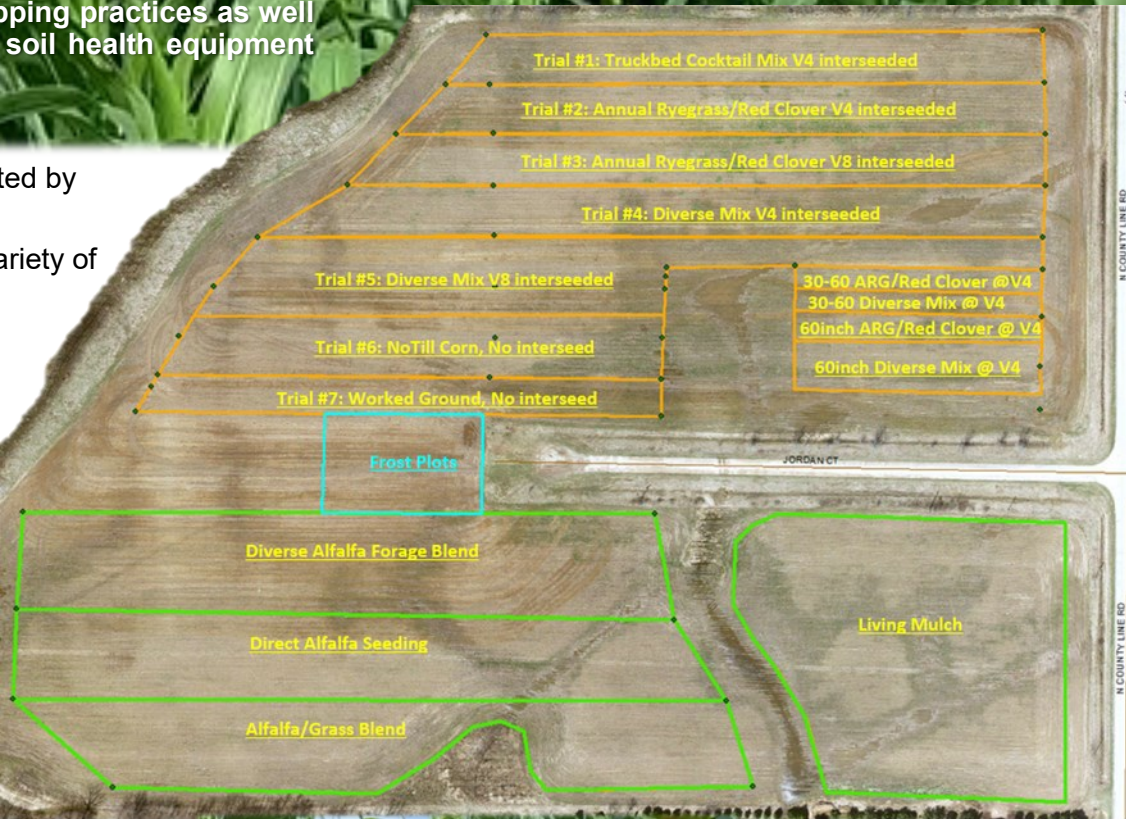 pping practices as well
soil health equipment
ted by
ariety of
Trial #1: Truckbed Cocktail Mix V4 interseeded
Trial #2: Annual Ryegrass/Red Clover V4 interseeded
Trial #3: Annual Ryegrass/Red Clover V8 interseeded
Trial #4: Diverse Mix V4 interseeded
Trial #5: Diverse Mix V8 interseeded
Trial #6: NoTill Corn, No interseed
Trial #7: Worked Ground, No interseed
30-60 ARG/Red Clover @V4
30-60 Diverse Mix @ V4
60inch ARG/Red Clover @ V4
60inch Diverse Mix @ V4
N COUNTY LINE RD
Frost Plots
JORDAN CT
Diverse Alfalfa Forage Blend
Direct Alfalfa Seeding
Alfalfa/Grass Blend
Living Mulch
N COUNTY LINE RD